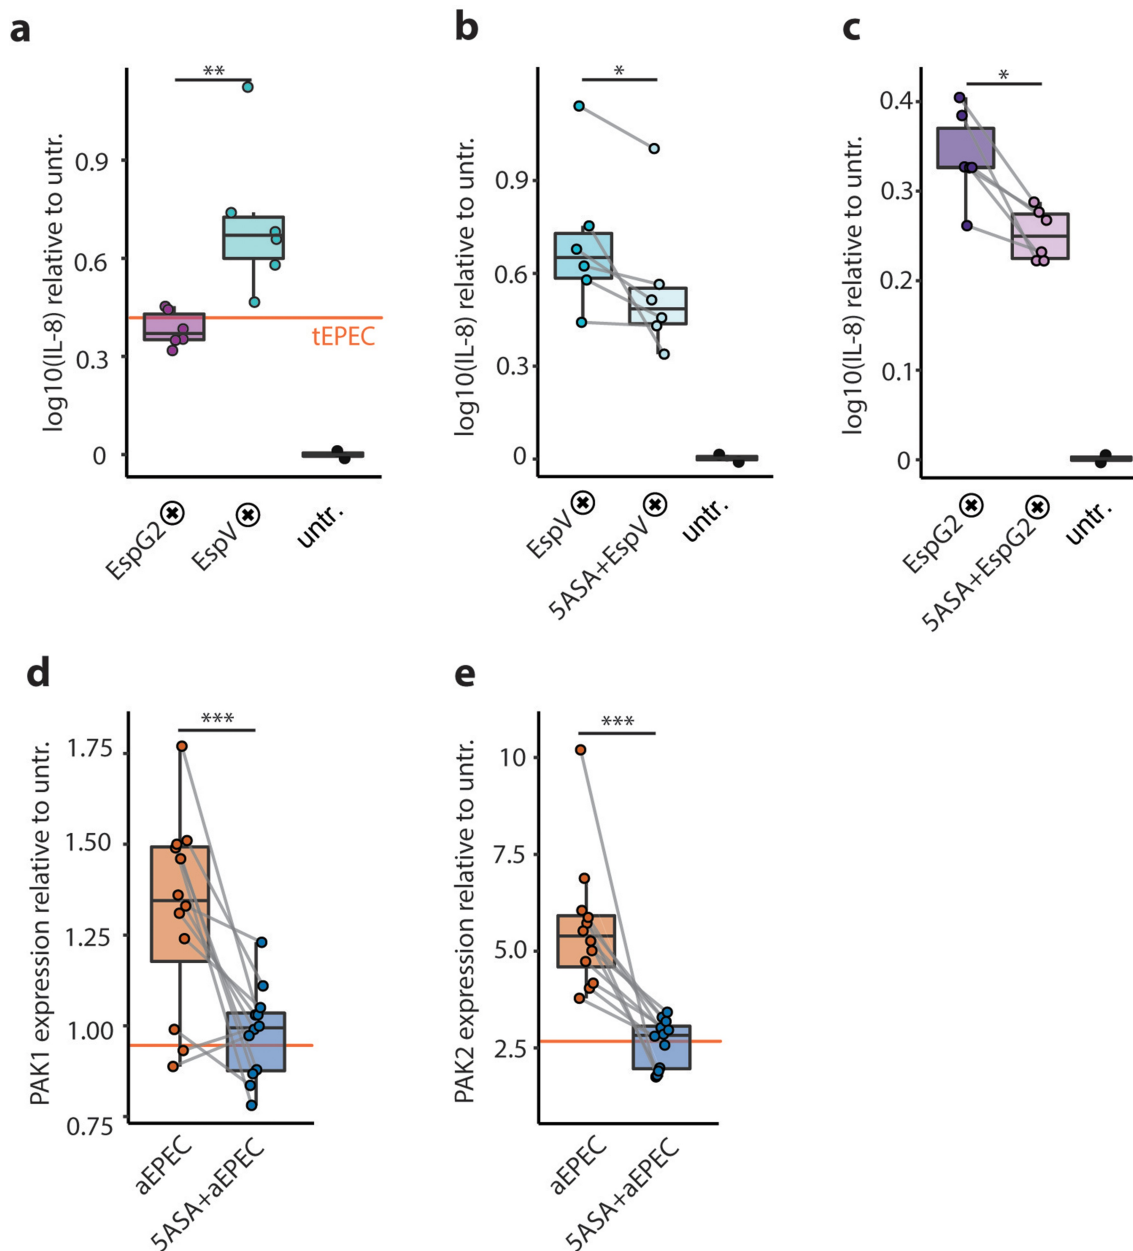 a
log10(IL-8) relative to untr.
0.9
0.6
0.3
0
**
tEPEC
EspG2
EspV
untr.
b
log10(IL-8) relative to untr.
0.9
0.6
0.3
0
*
EspV
5ASA+EspV
untr.
c
log10(IL-8) relative to untr.
0.4
0.3
0.2
0.1
0
*
EspG2
5ASA+EspG2
untr.
d
PAK1 expression relative to untr.
1.75
1.50
1.25
1.00
0.75
***
aEPEC
5ASA+aEPEC
e
PAK2 expression relative to untr.
10
7.5
5.0
2.5
***
aEPEC
5ASA+aEPEC